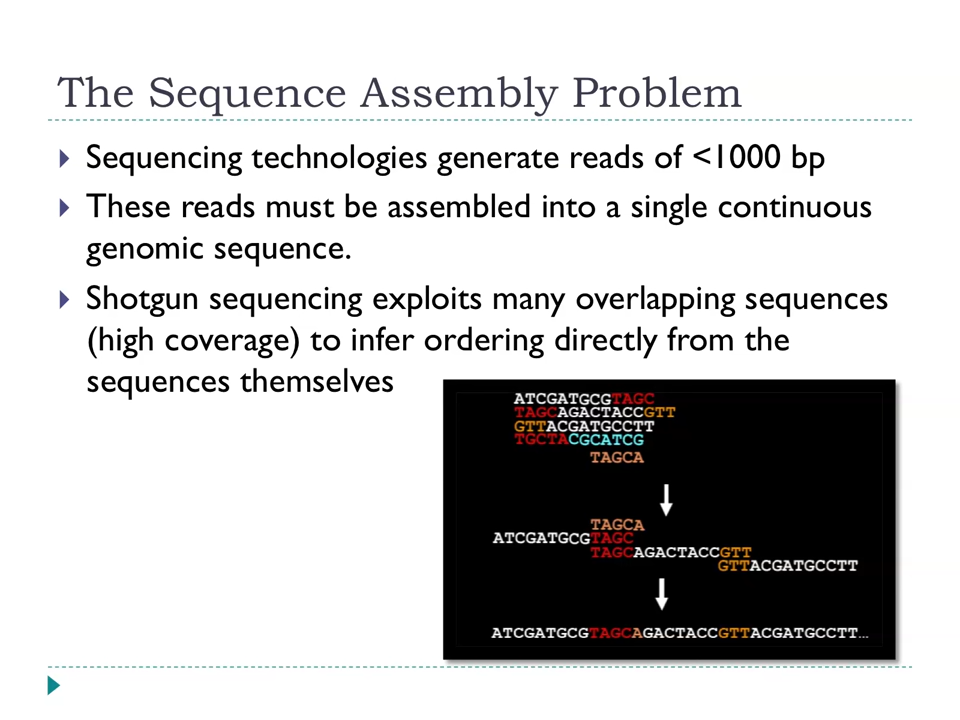 The Sequence Assembly Problem
Sequencing technologies generate reads of <1000 bp
These reads must be assembled into a single continuous
genomic sequence.
Shotgun sequencing exploits many overlapping sequences
(high coverage) to infer ordering directly from the
sequences themselves
ATCGATGCGTAGC
TAGCAGACTACCGTT
GTTACGATGCCTT
TGCTACGCATCG
TAGCA
TAGCA
ATCGATGCGTAGC
TAGCAGACTACCGTT
GTTACGATGCCTT
ATCGATGCGTAGCAGACTACCGTTACGATGCCTT...